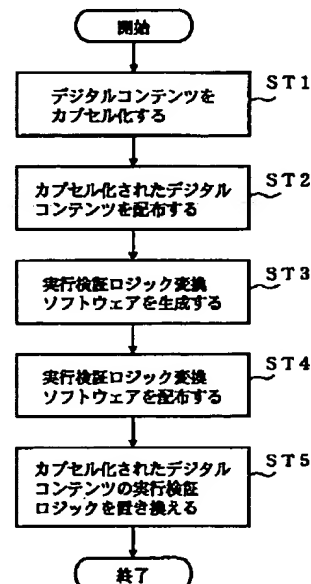 開始
デジタルコンテンツを
カプセル化する
ST1
カプセル化されたデジタル
コンテンツを配布する
ST2
実行検証ロジック変換
ソフトウェアを生成する
ST3
実行検証ロジック変換
ソフトウェアを配布する
ST4
カプセル化されたデジタル
コンテンツの実行検証
ロジックを置き換える
ST5
終了